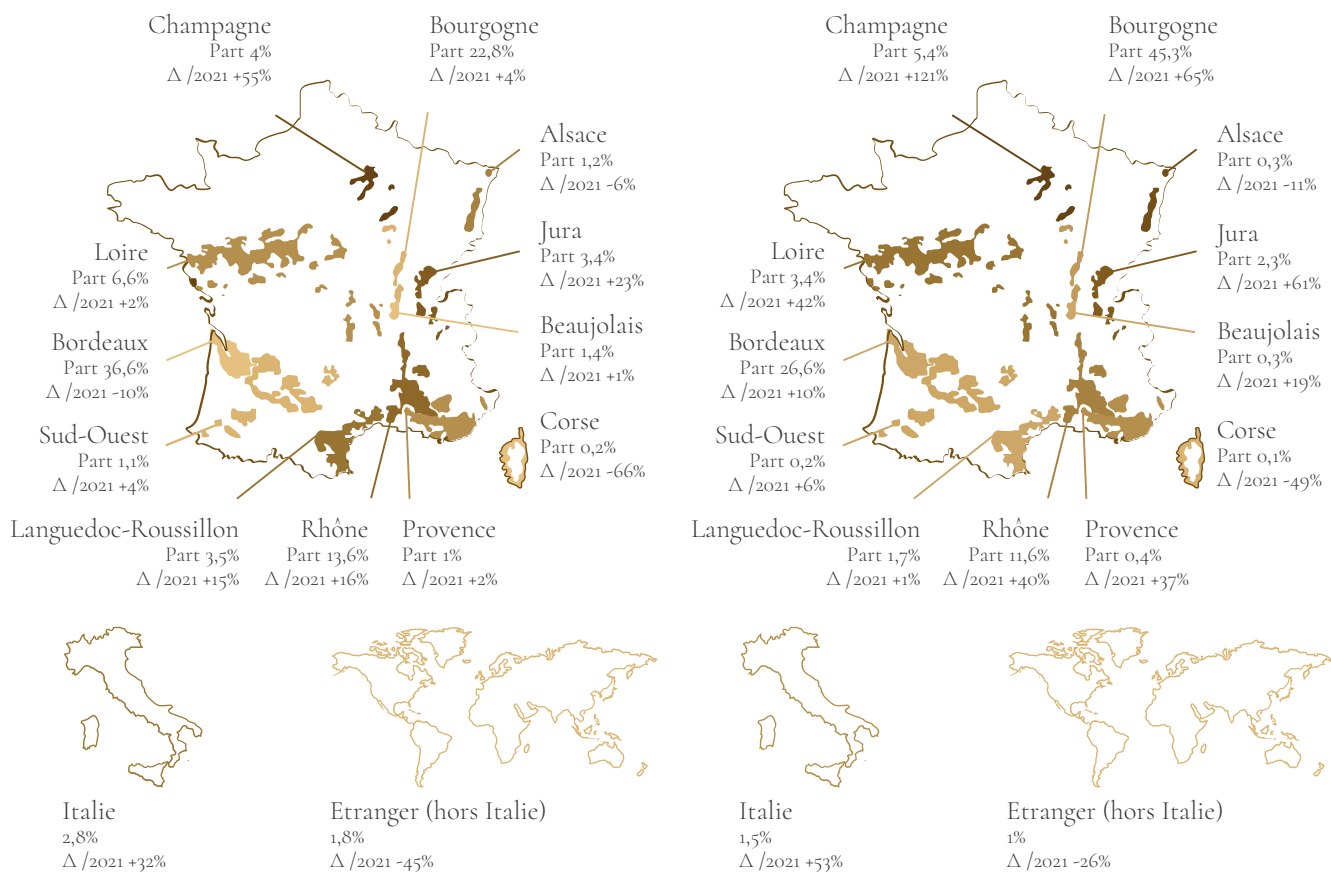 Champagne
Part 4%
Δ /2021 +55%
Bourgogne
Part 22,8%
Δ /2021 +4%
Alsace
Part 1,2%
Δ /2021 -6%
Jura
Part 3,4%
Δ /2021 +23%
Loire
Part 6,6%
Δ /2021 +2%
Beaujolais
Part 1,4%
Δ /2021 +1%
Bordeaux
Part 36,6%
Δ /2021 -10%
Corse
Part 0,2%
Δ /2021 -66%
Sud-Ouest
Part 1,1%
Δ /2021 +4%
Languedoc-Roussillon
Part 3,5%
Δ /2021 +15%
Rhône
Part 13,6%
Δ /2021 +16%
Provence
Part 1%
Δ /2021 +2%
Italie
2,8%
Δ /2021 +32%
Etranger (hors Italie)
1,8%
Δ /2021 -45%
Champagne
Part 5,4%
Δ /2021 +121%
Bourgogne
Part 45,3%
Δ /2021 +65%
Alsace
Part 0,3%
Δ /2021 -11%
Jura
Part 2,3%
Δ /2021 +61%
Loire
Part 3,4%
Δ /2021 +42%
Beaujolais
Part 0,3%
Δ /2021 +19%
Bordeaux
Part 26,6%
Δ /2021 +10%
Corse
Part 0,1%
Δ /2021 -49%
Sud-Ouest
Part 0,2%
Δ /2021 +6%
Languedoc-Roussillon
Part 1,7%
Δ /2021 +1%
Rhône
Part 11,6%
Δ /2021 +40%
Provence
Part 0,4%
Δ /2021 +37%
Italie
1,5%
Δ /2021 +53%
Etranger (hors Italie)
1%
Δ /2021 -26%